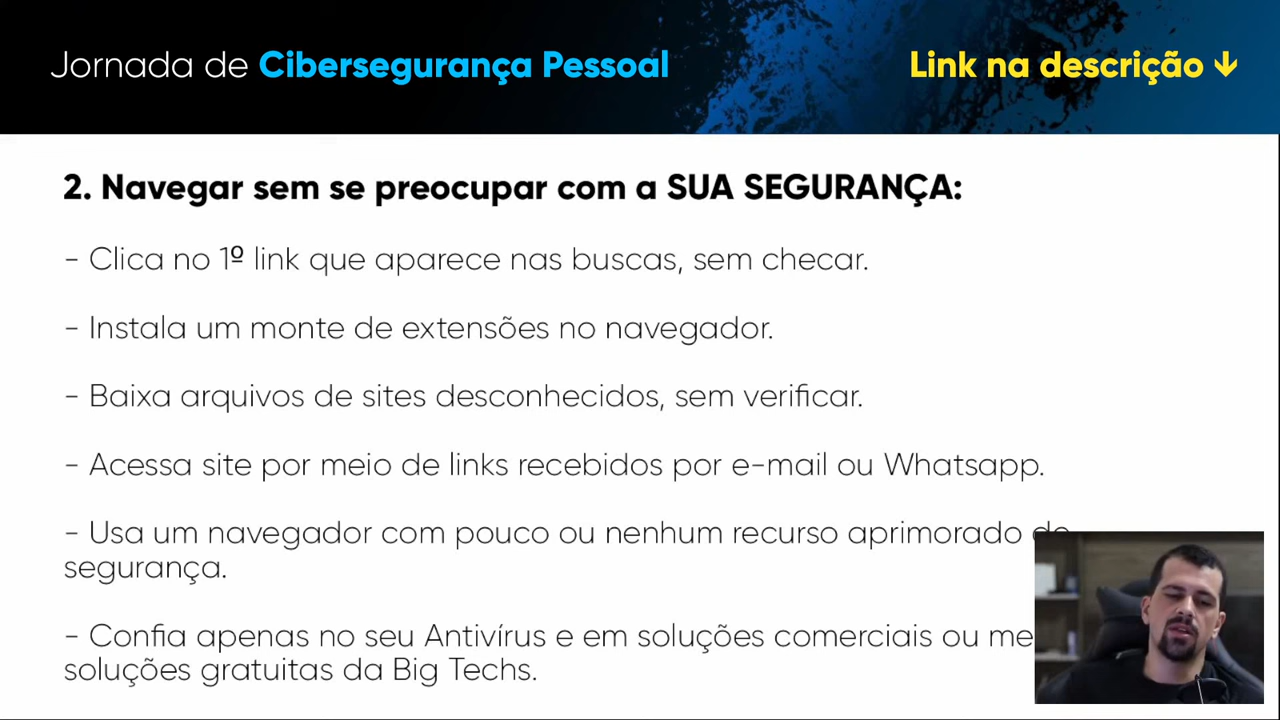 Jornada de Cibersegurança Pessoal
Link na descrição ↓
2. Navegar sem se preocupar com a SUA SEGURANÇA:
- Clica no 1º link que aparece nas buscas, sem checar.
- Instala um monte de extensões no navegador.
- Baixa arquivos de sites desconhecidos, sem verificar.
- Acessa site por meio de links recebidos por e-mail ou Whatsapp.
- Usa um navegador com pouco ou nenhum recurso aprimorado de
segurança.
- Confia apenas no seu Antivírus e em soluções comerciais ou
soluções gratuitas da Big Techs.